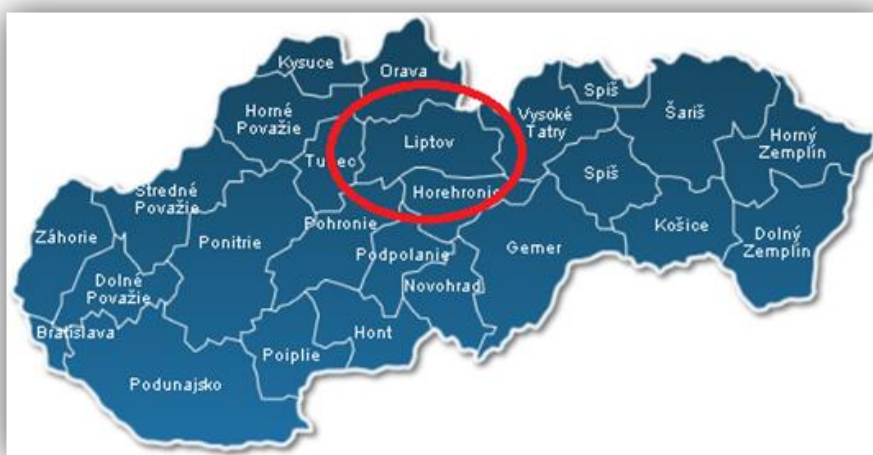 Kysuce
Orava
Spiš
Horné
Považie
Vysoké
Tatry
Šariš
Liptov
Horný
Zemplín
Turiec
Spiš
Stredné
Považie
Horehronie
Pohronie
Košice
Záhorie
Ponitrie
Gemer
Dolný
Zemplín
Podpolanie
Dolné
Považie
Novohrad
Bratislava
Hont
Poiplie
Podunajsko